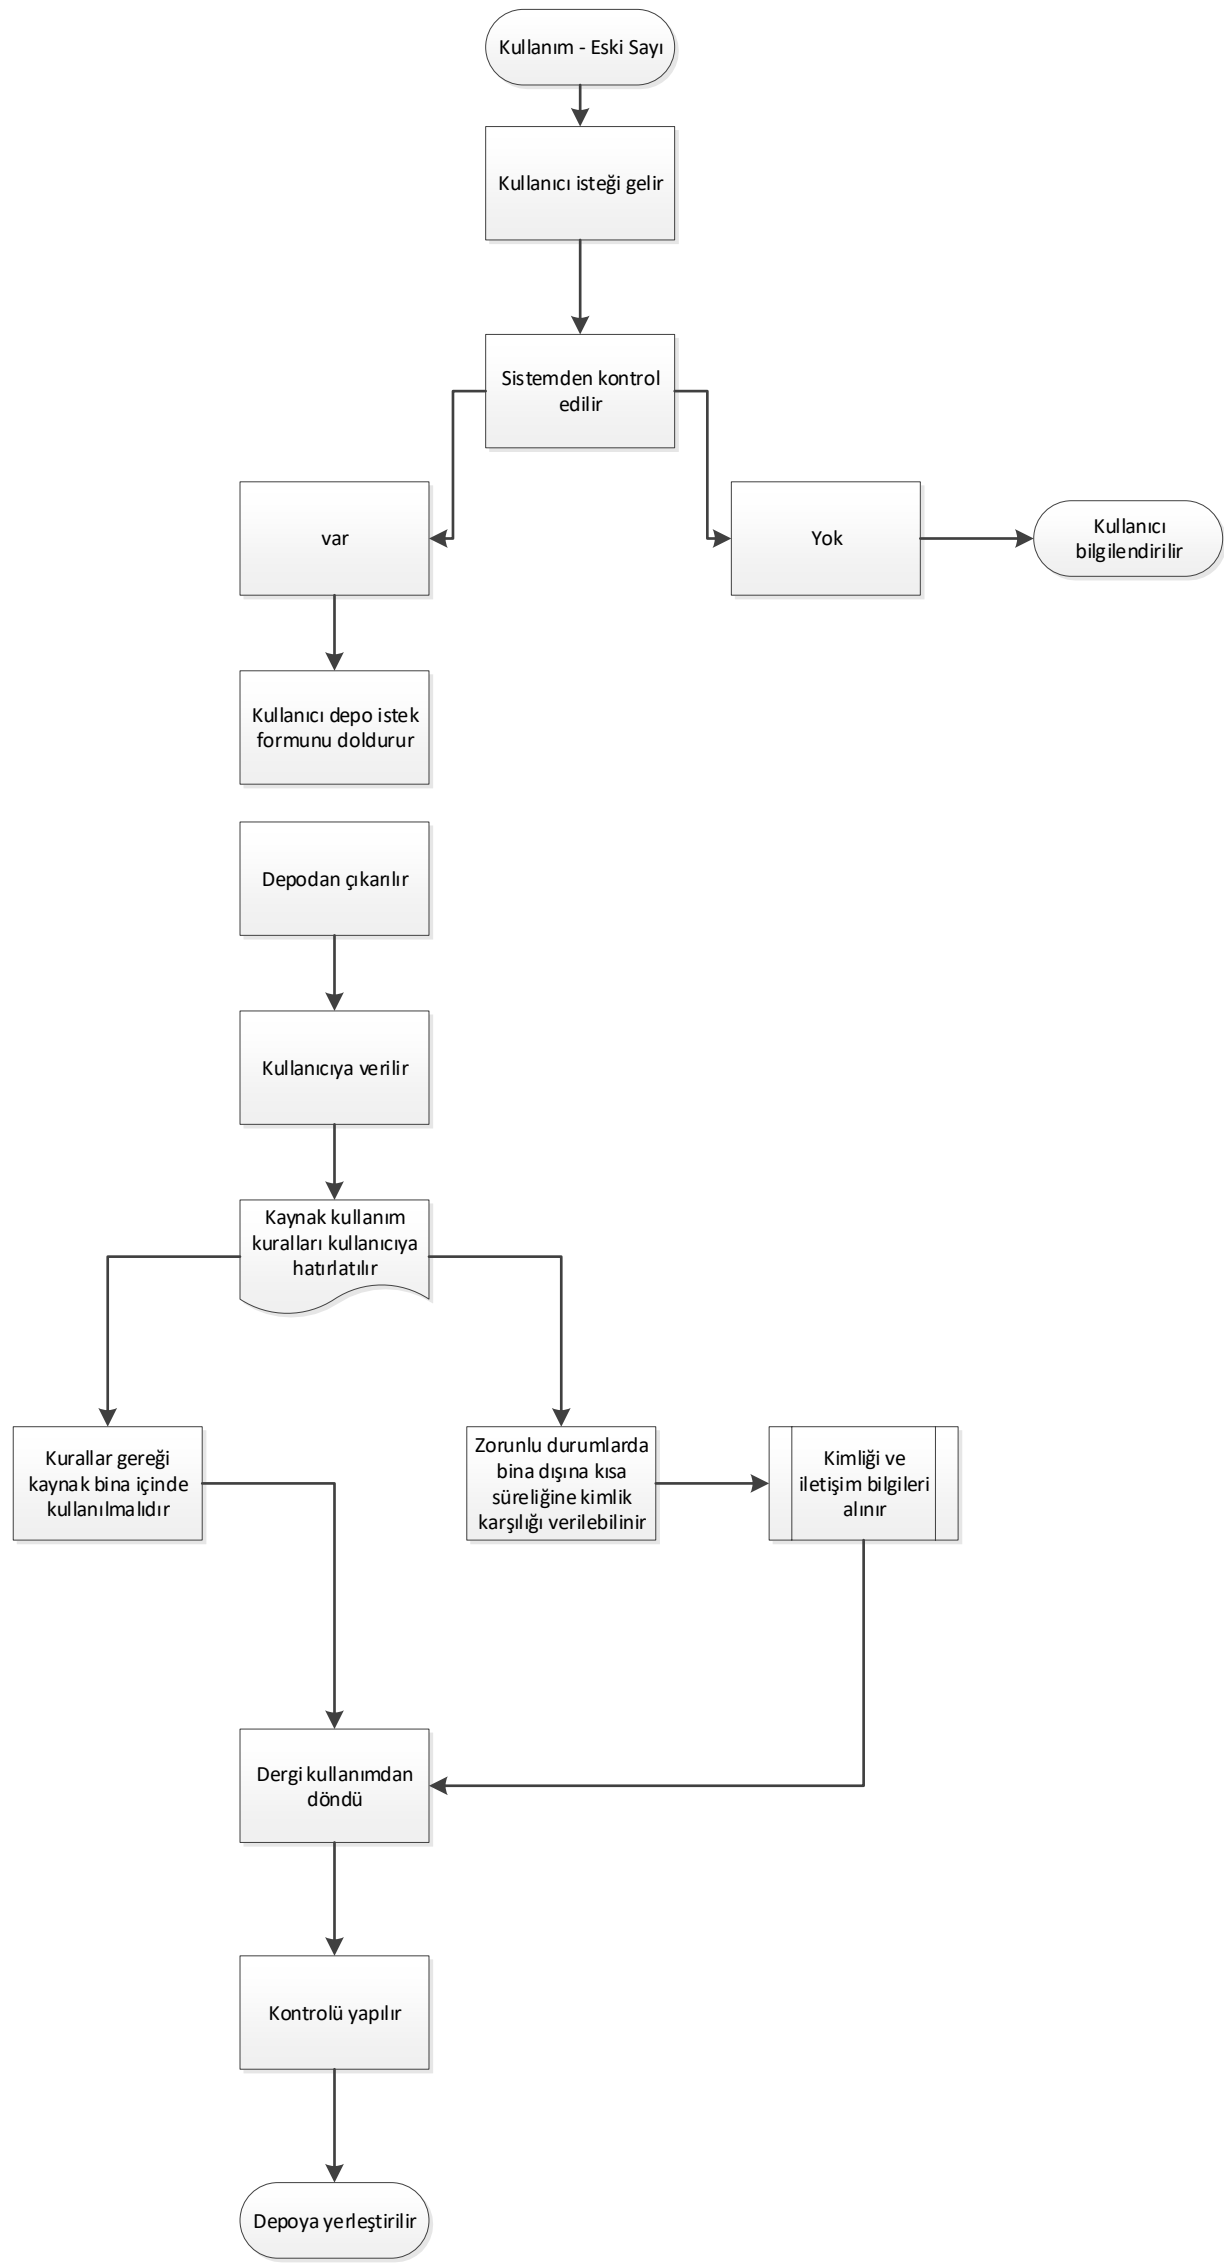 Kullanım - Eski Sayı
Kullanıcı isteği gelir
Sistemden kontrol
edilir
var
Yok
Kullanıcı
bilgilendirilir
Kullanıcı depo istek
formunu doldurur
Depodan çıkarılır
Kullanıcıya verilir
Kaynak kullanım
kuralları kullanıcıya
hatırlatılır
Kurallar gereği
kaynak bina içinde
kullanılmalıdır
Zorunlu durumlarda
bina dışına kısa
süreliğine kimlik
karşılığı verilebilinir
Kimliği ve
iletişim bilgileri
alınır
Dergi kullanımdan
döndü
Kontrolü yapılır
Depoya yerleştirilir